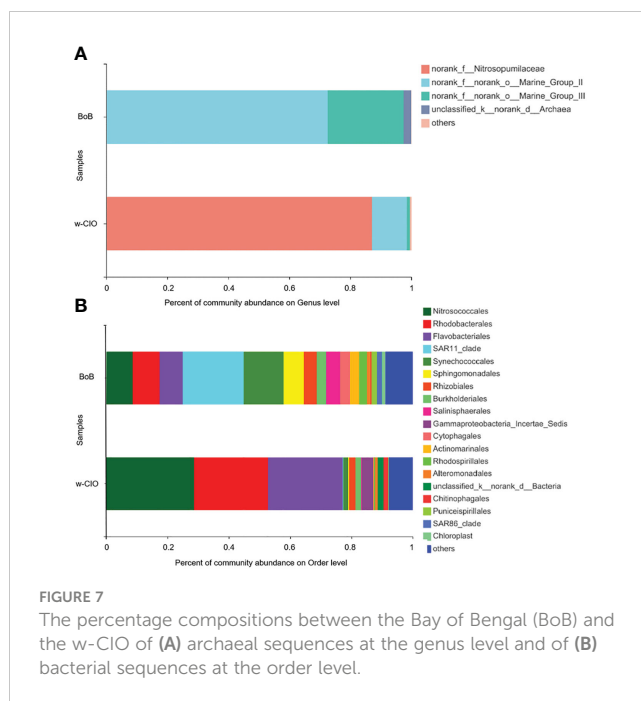 A
norank_f__Nitrosopumilaceae
norank_f__norank_o__Marine_Group_II
norank_f__norank_o__Marine_Group_III
unclassified_k__norank_d__Archaea
others
BoB
Samples
w-CIO
0 0.2 0.4 0.6 0.8 1
Percent of community abundance on Genus level
B
Nitrosococcales
Rhodobacterales
Flavobacteriales
SAR11_clade
Synechococcales
Sphingomonadales
Rhizobiales
Burkholderiales
Salinisphaerales
Gammaproteobacteria_Incertae_Sedis
Cytophagales
Actinomarinales
Rhodospirillales
Alteromonadales
unclassified_k__norank_d__Bacteria
Chitinophagales
Puniceispirillales
SAR86_clade
Chloroplast
others
BoB
Samples
w-CIO
0 0.2 0.4 0.6 0.8 1
Percent of community abundance on Order level
FIGURE 7
The percentage compositions between the Bay of Bengal (BoB) and
the w-CIO of (A) archaeal sequences at the genus level and of (B)
bacterial sequences at the order level.